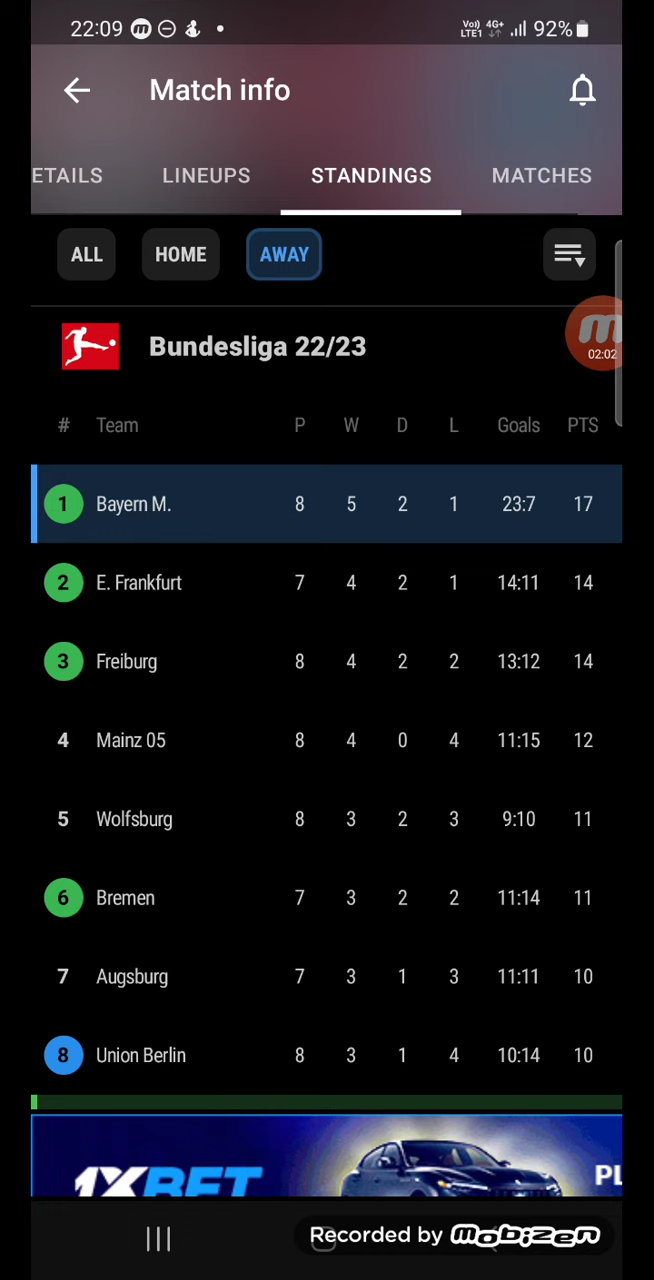 22:09 Vo)) 4G+ LTE1 92%
Match info
ETAILS LINEUPS STANDINGS MATCHES
ALL HOME AWAY
Bundesliga 22/23
m
02:02
# Team P W D L Goals PTS
1 Bayern M. 8 5 2 1 23:7 17
2 E. Frankfurt 7 4 2 1 14:11 14
3 Freiburg 8 4 2 2 13:12 14
4 Mainz 05 8 4 0 4 11:15 12
5 Wolfsburg 8 3 2 3 9:10 11
6 Bremen 7 3 2 2 11:14 11
7 Augsburg 7 3 1 3 11:11 10
8 Union Berlin 8 3 1 4 10:14 10
1XBET PL
Recorded by mobizen